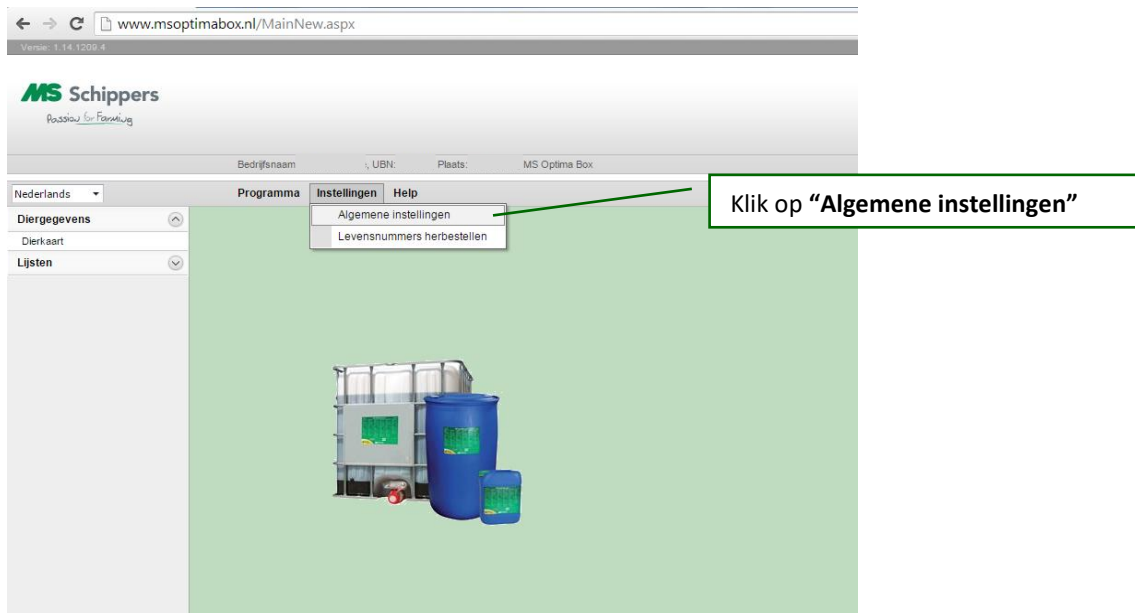 www.msoptimabox.nl/MainNew.aspx
Versie: 1.14.1209.4
MS Schippers
Passion for Farming
Bedrijfsnaam , UBN: Plaats: MS Optima Box
Nederlands Programma Instellingen Help
Diergegevens
Dierkaart
Lijsten
Algemene instellingen
Levensnummers herbestellen
Klik op “Algemene instellingen”